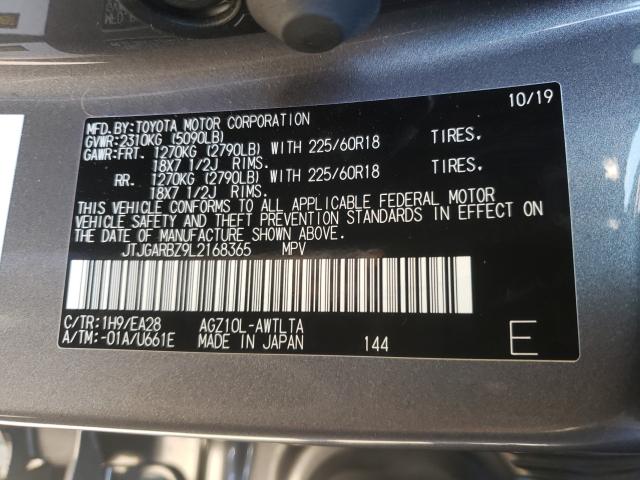 10/19
MFD.BY:TOYOTA MOTOR CORPORATION
GVWR:2310KG (5090LB)
GAWR:FRT. 1270KG (2790LB) WITH 225/60R18 TIRES.
18X7 1/2J RIMS.
RR. 1270KG (2790LB) WITH 225/60R18 TIRES.
18X7 1/2J RIMS.
THIS VEHICLE CONFORMS TO ALL APPLICABLE FEDERAL MOTOR
VEHICLE SAFETY AND THEFT PREVENTION STANDARDS IN EFFECT ON
THE DATE OF MANUFACTURE SHOWN ABOVE.
JTJGARBZ9L2168365 MPV
C/TR:1H9/EA28 AGZ10L-AWTLTA
A/TM:-01A/U661E MADE IN JAPAN 144 E